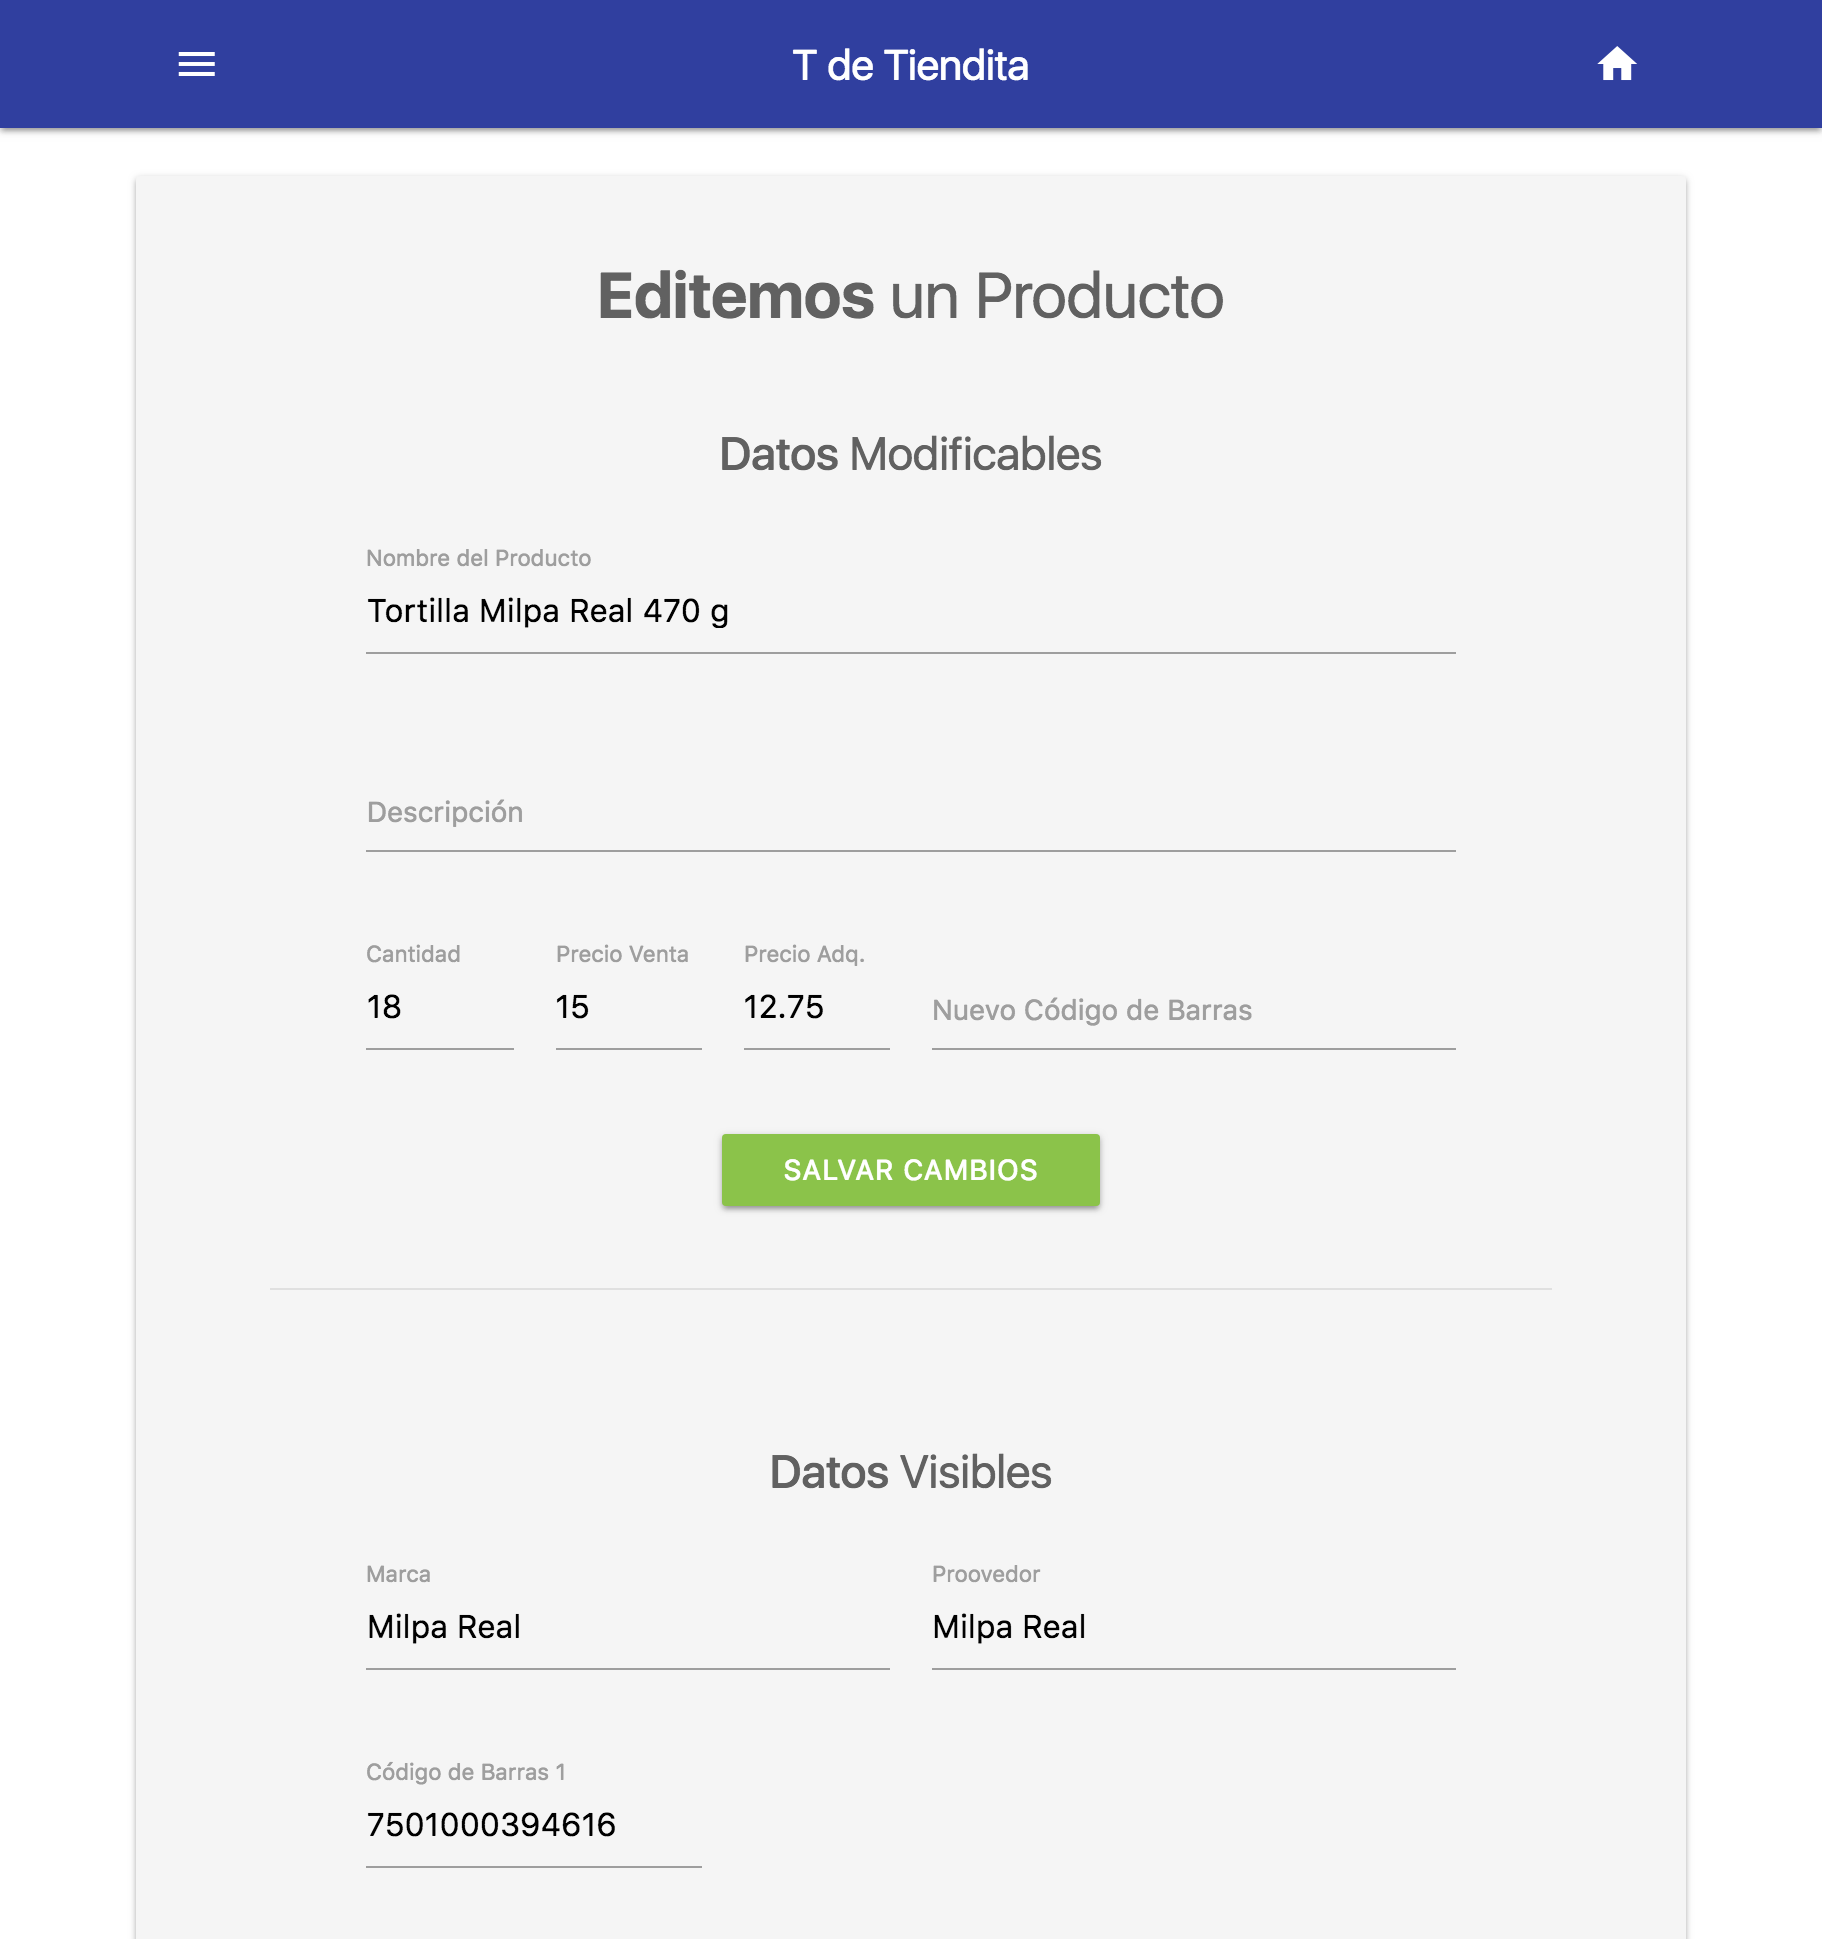 T de Tiendita
Editemos un Producto
Datos Modificables
Nombre del Producto
Tortilla Milpa Real 470 g
Descripción
Cantidad Precio Venta Precio Adq.
18 15 12.75 Nuevo Código de Barras
SALVAR CAMBIOS
Datos Visibles
Marca Proovedor
Milpa Real Milpa Real
Código de Barras 1
7501000394616